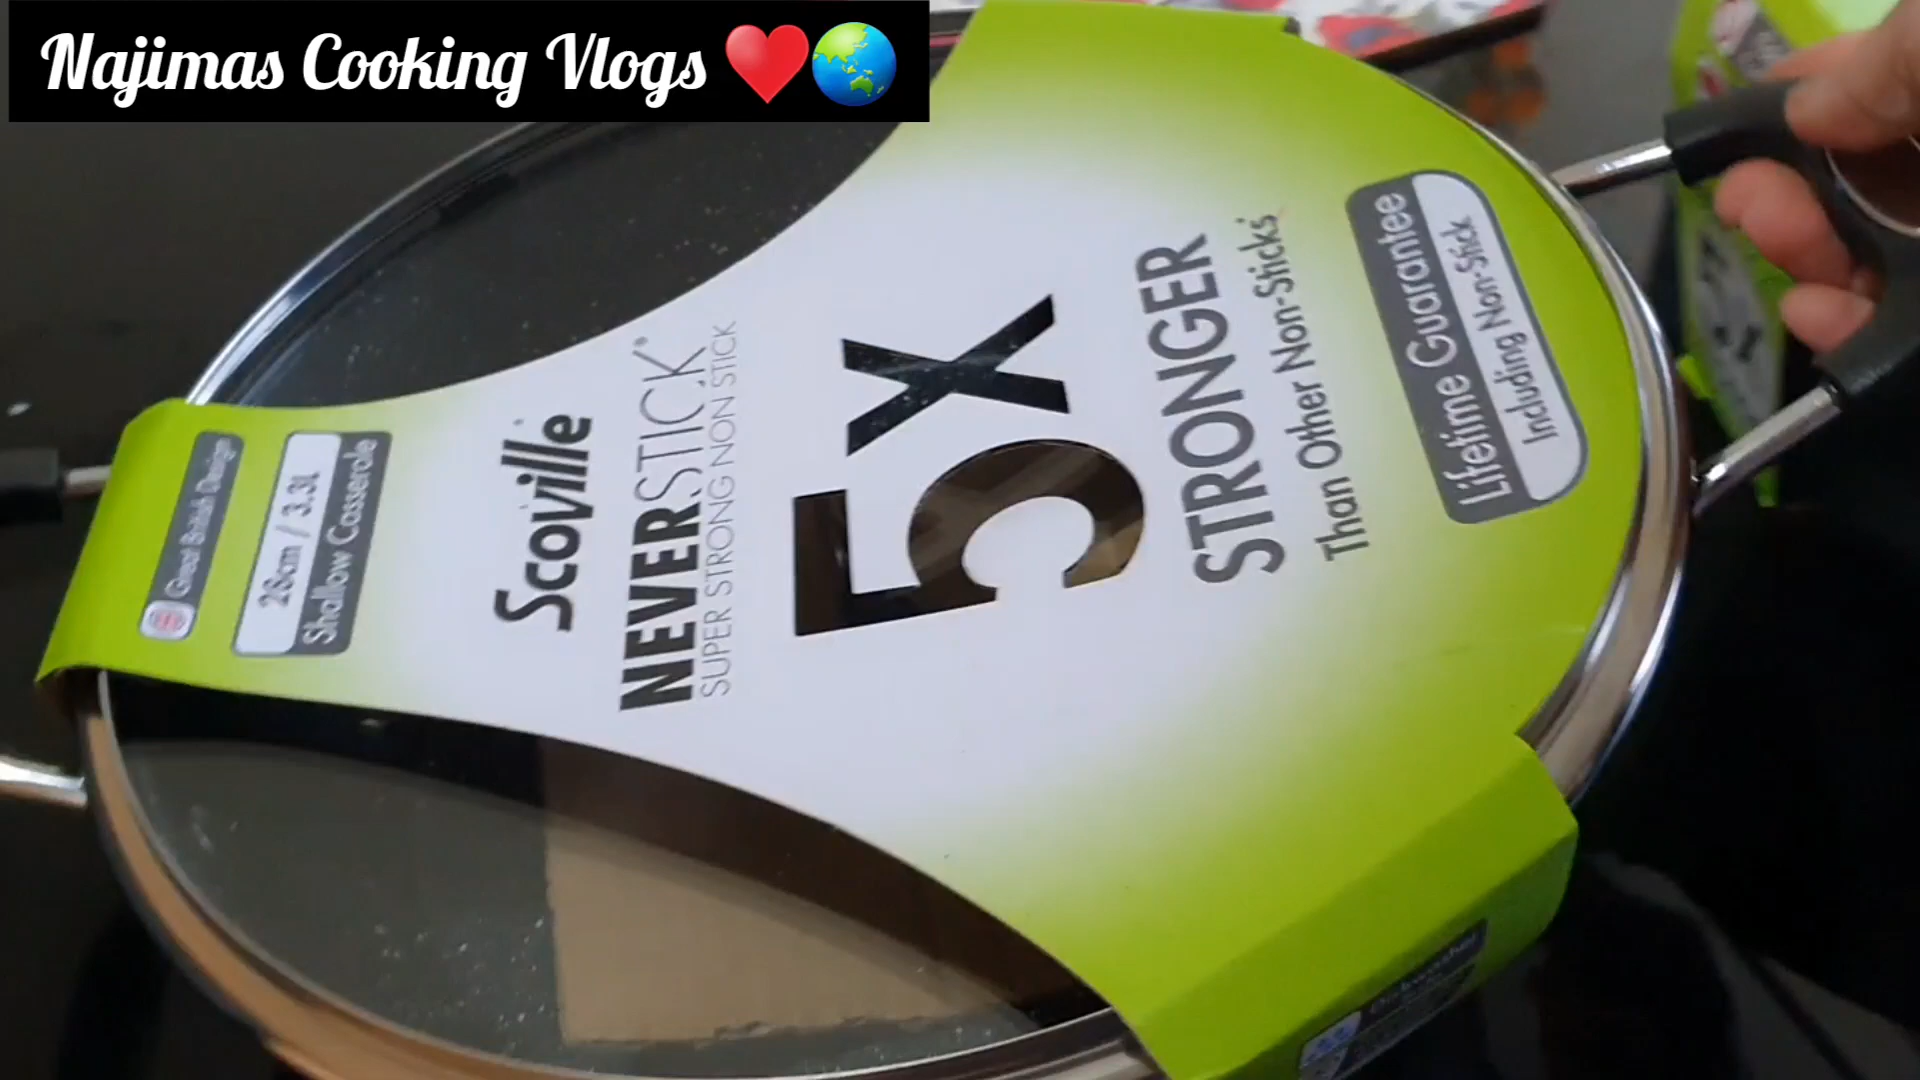 Najimas Cooking Vlogs ❤️🌏
Great British Design
28cm / 3.3L
Shallow Casserole
Scoville
NEVERSTICK®
SUPER STRONG NON STICK
5X
STRONGER
Than Other Non-Sticks*
Lifetime Guarantee
Including Non-Stick
Dishwasher